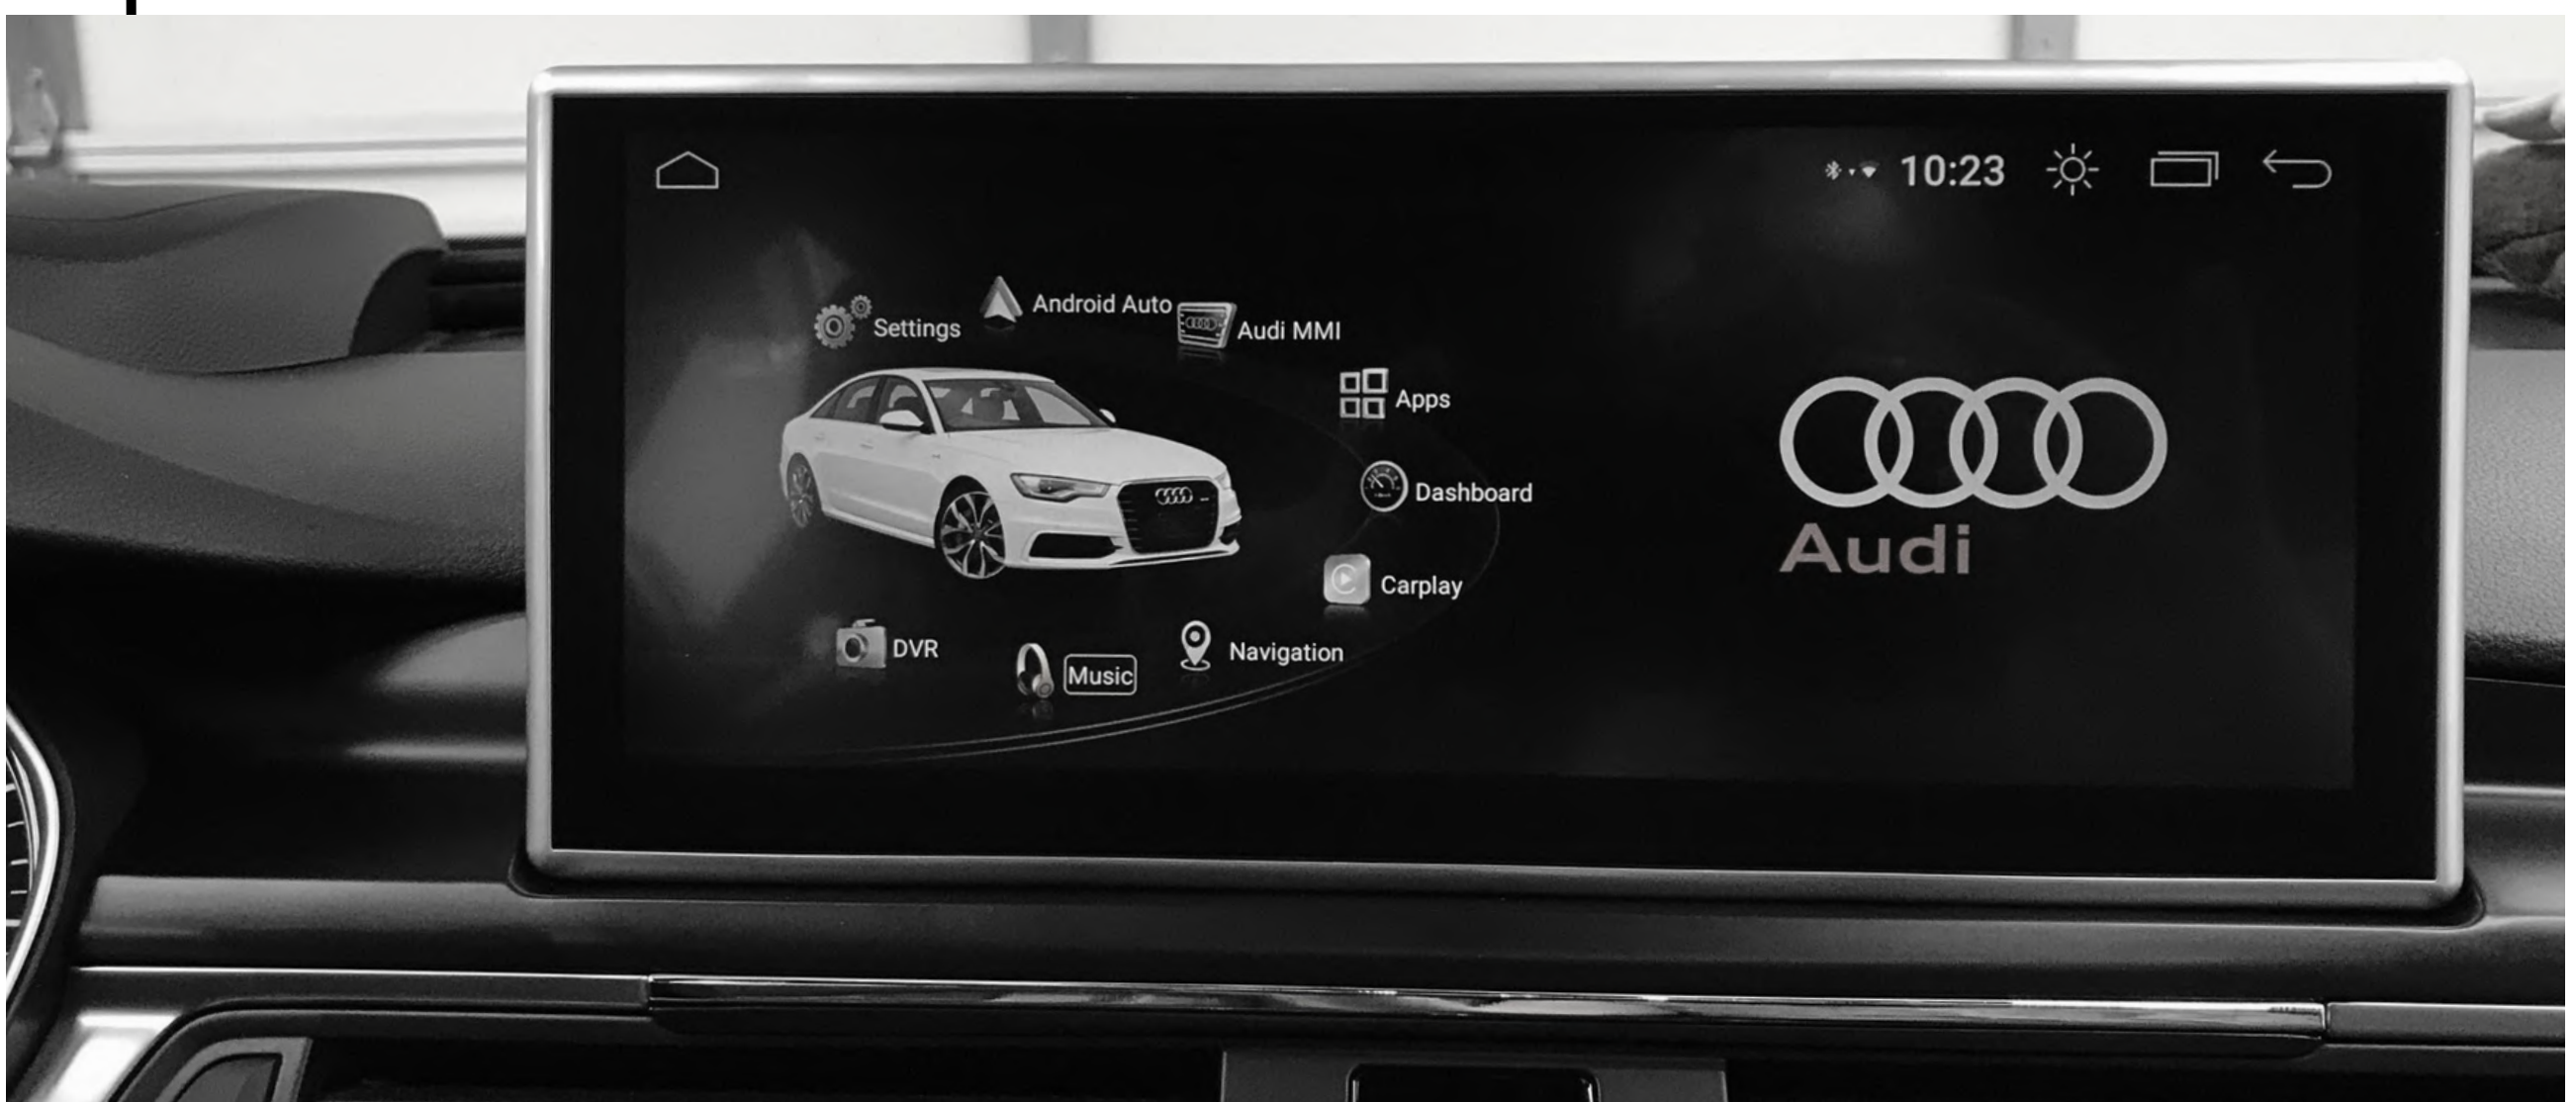 10:23
Android Auto
Settings
Audi MMI
Apps
Dashboard
Audi
Carplay
DVR
Navigation
Music